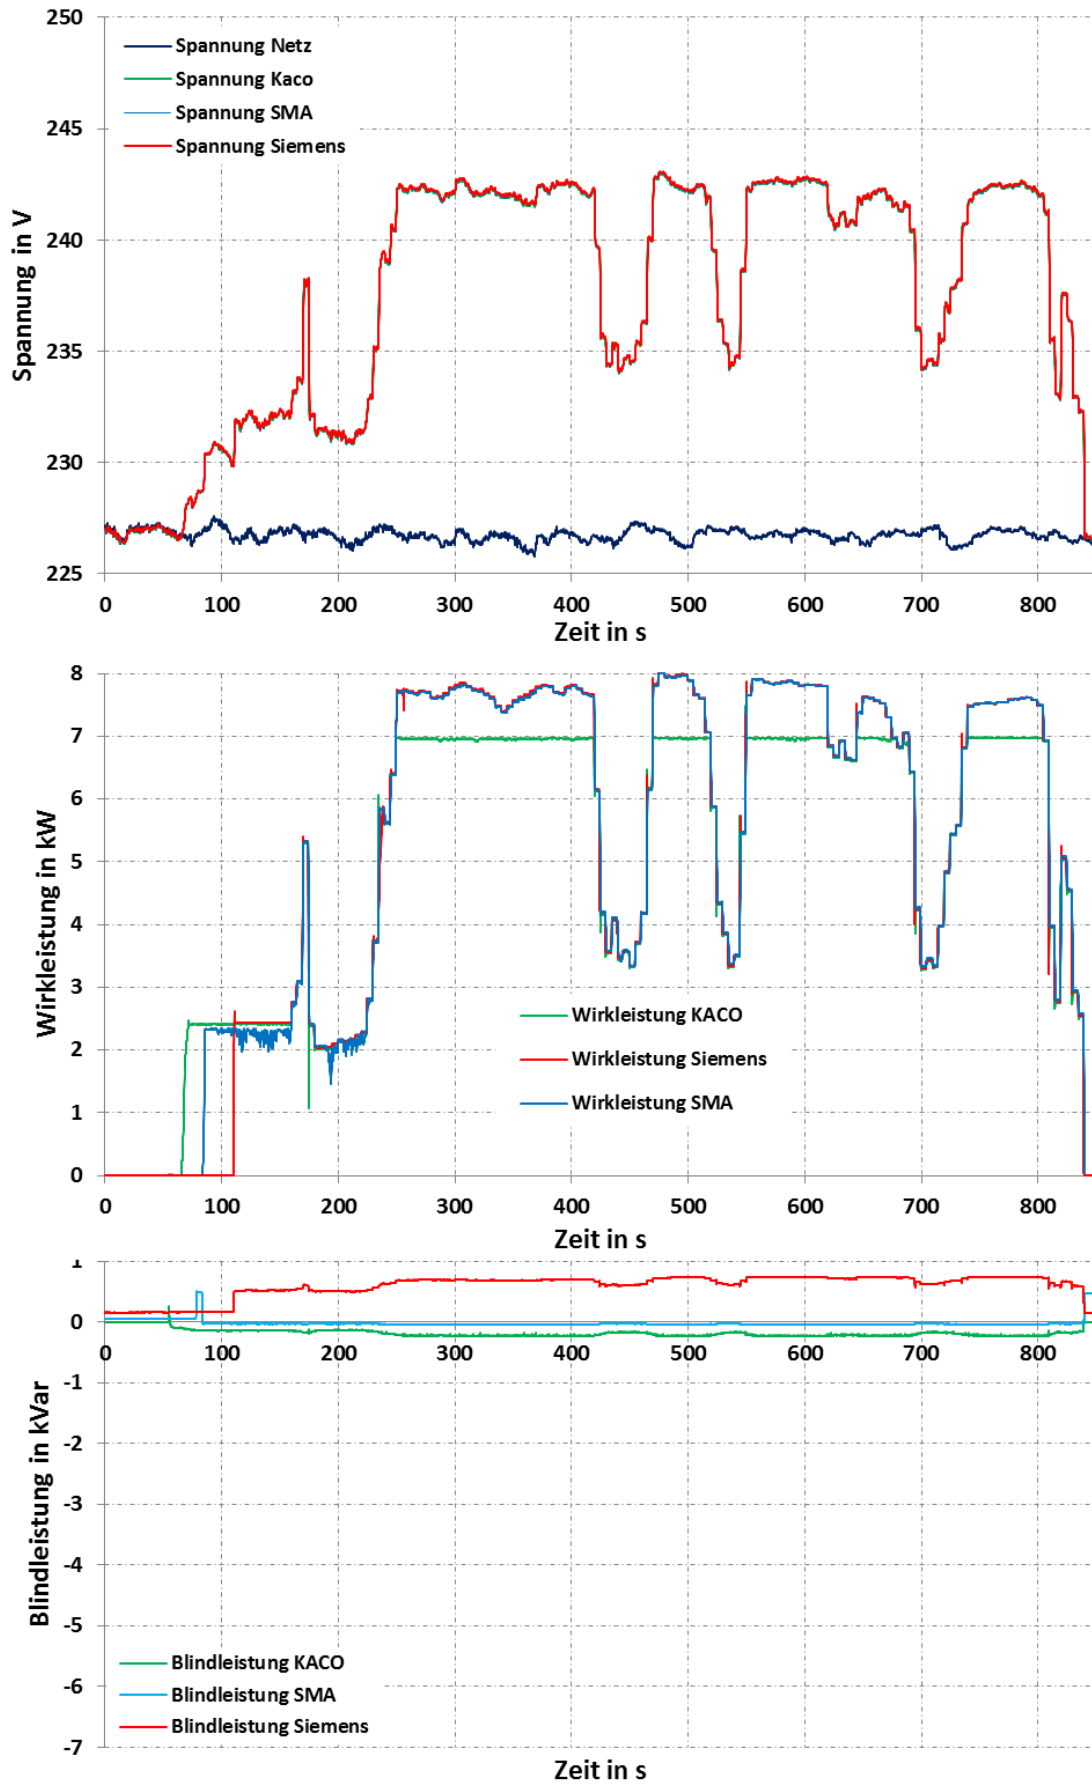 250
245
240
235
230
225
Spannung in V
Spannung Netz
Spannung Kaco
Spannung SMA
Spannung Siemens
0 100 200 300 400 500 600 700 800
Zeit in s
8
7
6
5
4
3
2
1
0
Wirkleistung in kW
Wirkleistung KACO
Wirkleistung Siemens
Wirkleistung SMA
0 100 200 300 400 500 600 700 800
Zeit in s
1
0
-1
-2
-3
-4
-5
-6
-7
Blindleistung in kVar
0 100 200 300 400 500 600 700 800
Blindleistung KACO
Blindleistung SMA
Blindleistung Siemens
Zeit in s